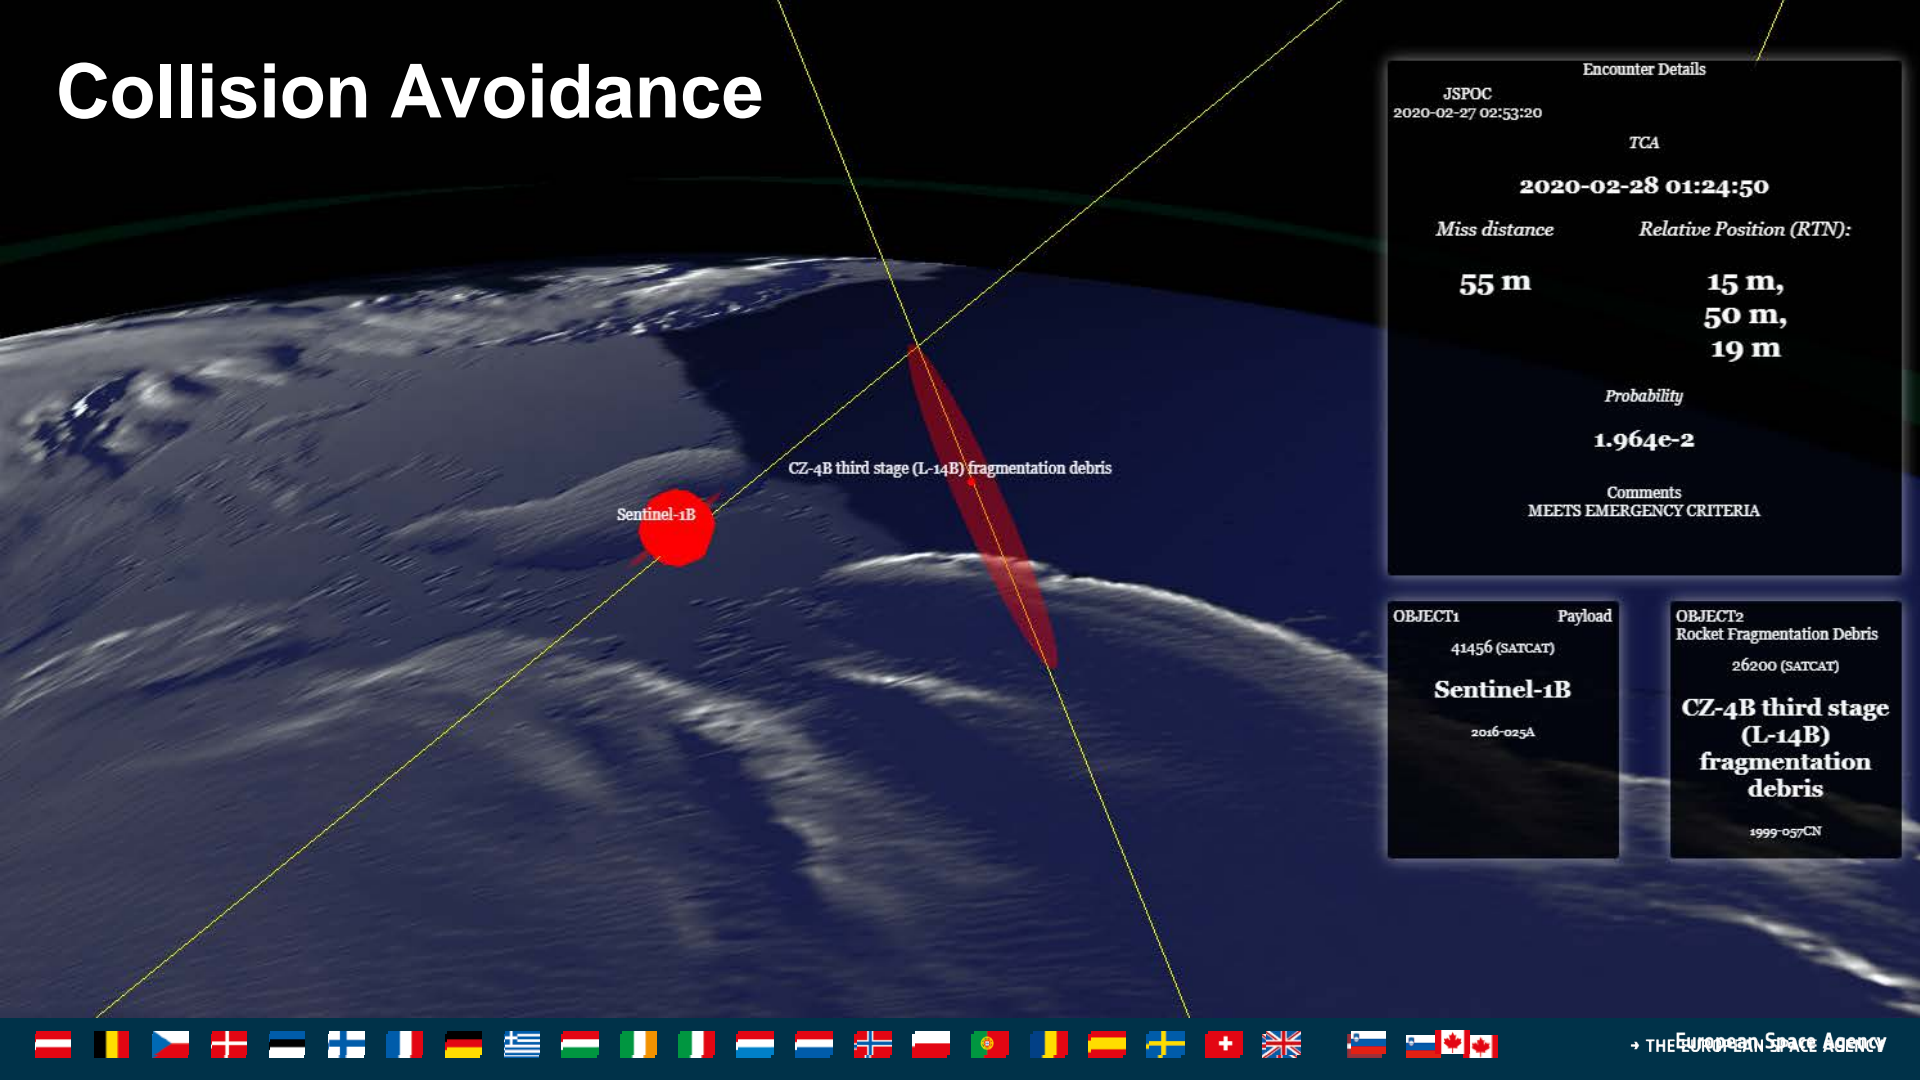 Collision Avoidance
Encounter Details
JSPOC
2020-02-27 02:53:20
TCA
2020-02-28 01:24:50
Miss distance
Relative Position (RTN):
55 m
15 m,
50 m,
19 m
Probability
1.964e-2
Comments
MEETS EMERGENCY CRITERIA
CZ-4B third stage (L-14B) fragmentation debris
Sentinel-1B
OBJECT1
Payload
41456 (SATCAT)
Sentinel-1B
2016-025A
OBJECT2
Rocket Fragmentation Debris
26200 (SATCAT)
CZ-4B third stage
(L-14B)
fragmentation
debris
1999-057CN
→ THE EUROPEAN SPACE AGENCY
European Space Agency